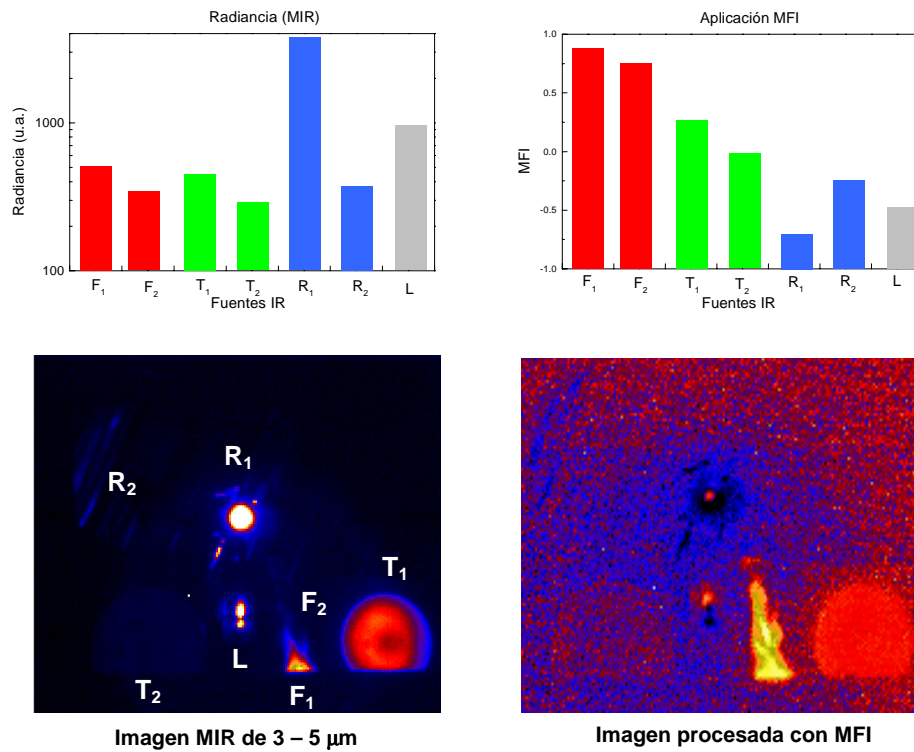 Radiancia (MIR)
Radiancia (u.a.)
1000
100
F₁ F₂ T₁ T₂ R₁ R₂ L
Fuentes IR
Aplicación MFI
MFI
1.0
0.5
0.0
-0.5
-1.0
F₁ F₂ T₁ T₂ R₁ R₂ L
Fuentes IR
R₁
R₂
T₁
F₂
L
T₂
F₁
Imagen MIR de 3 – 5 µm
Imagen procesada con MFI